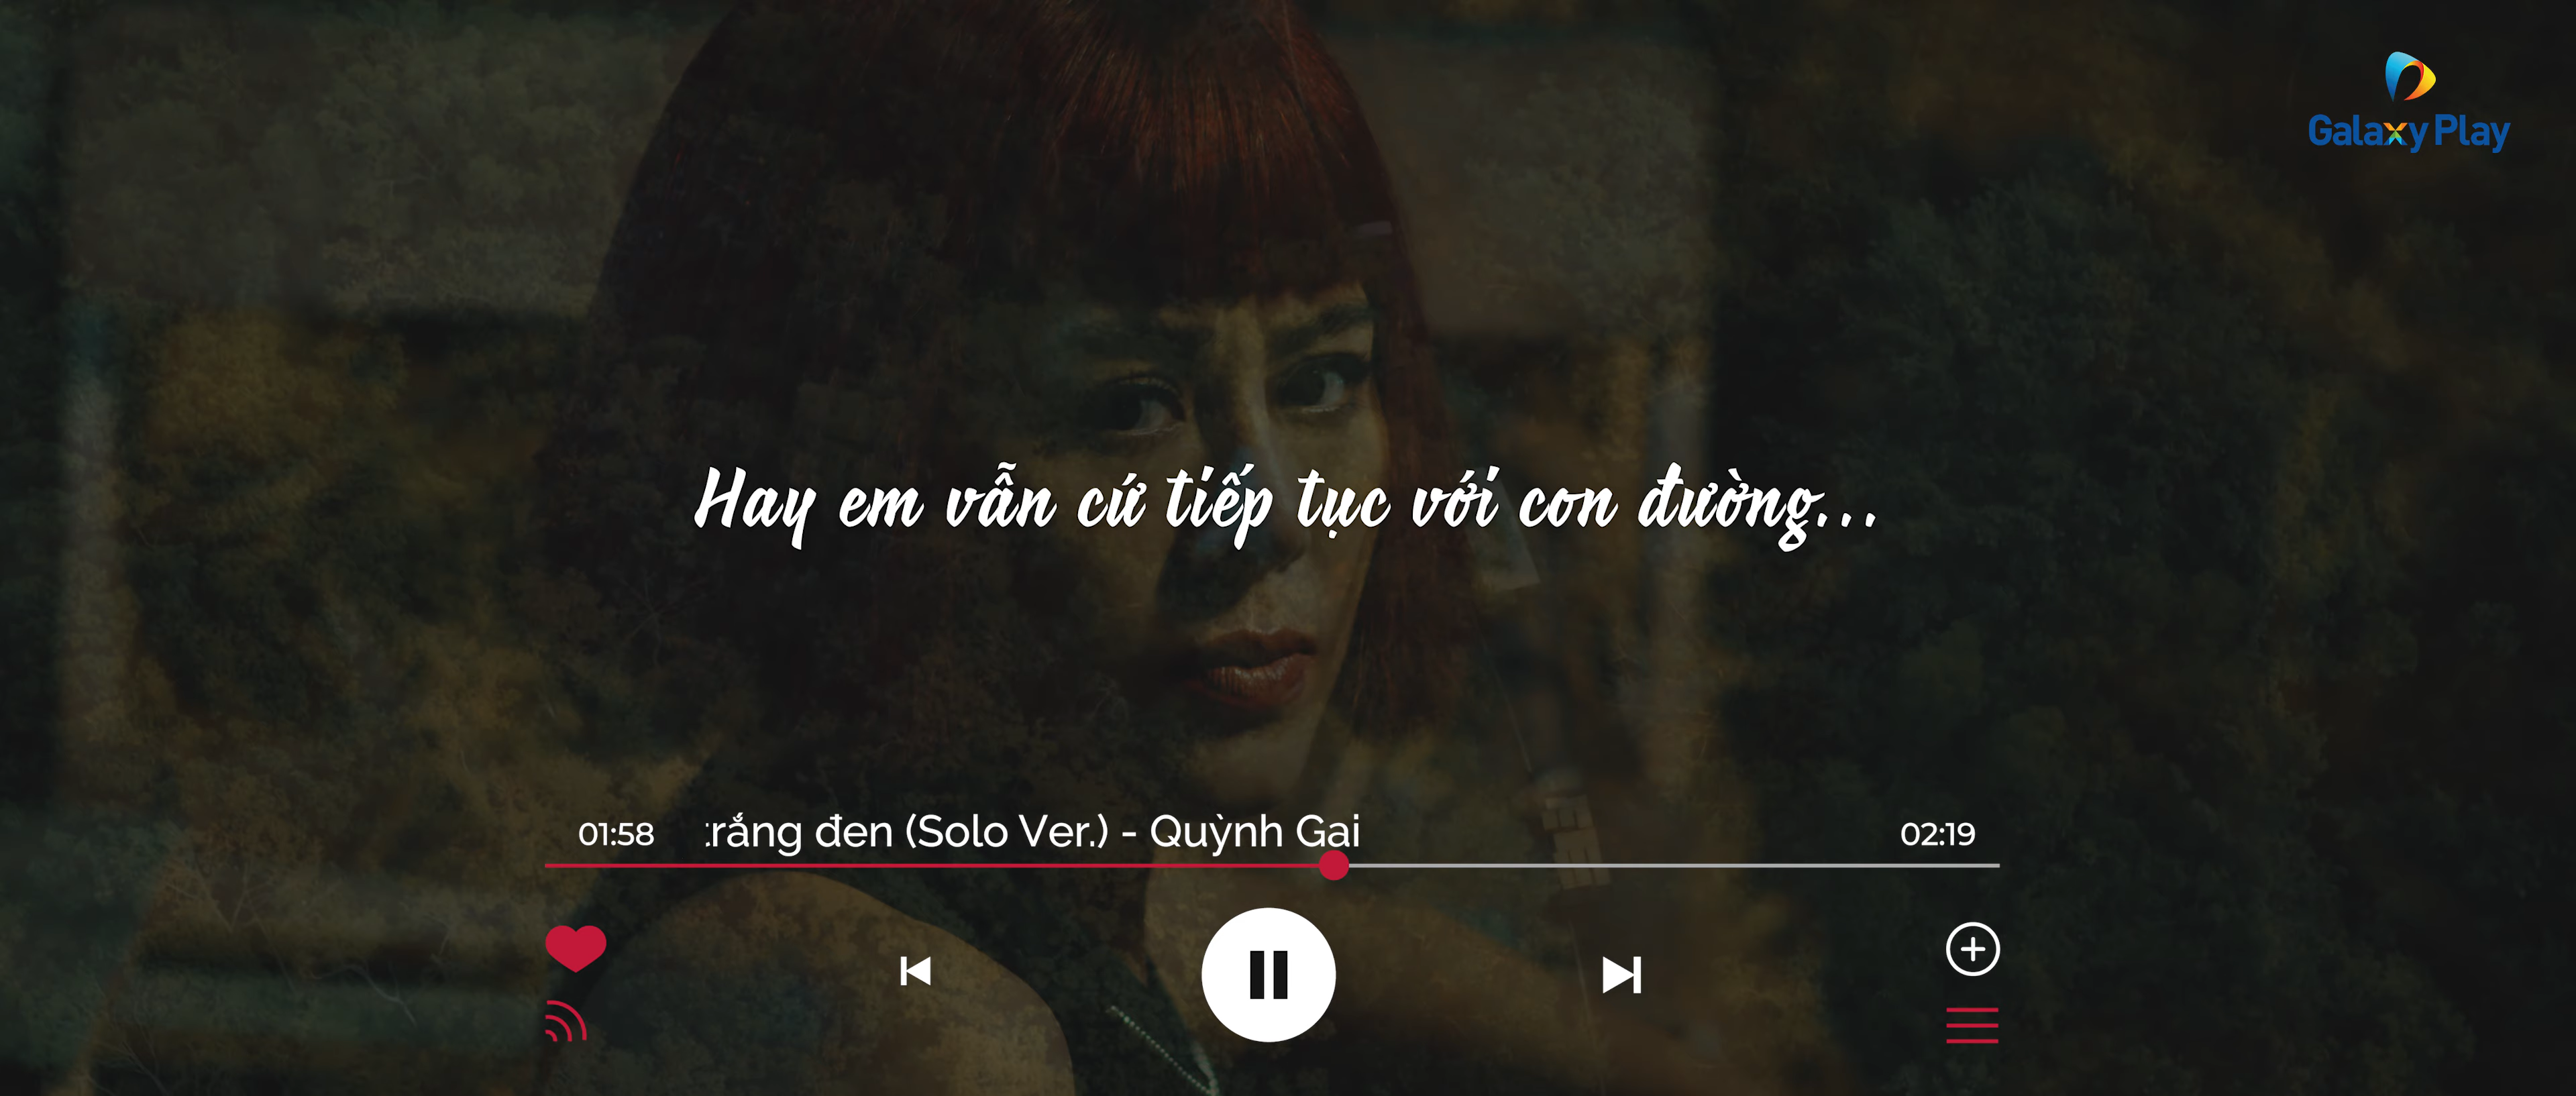 Galaxy Play
Hay em vẫn cứ tiếp tục với con đường...
01:58 trắng đen (Solo Ver.) - Quỳnh Gai 02:19